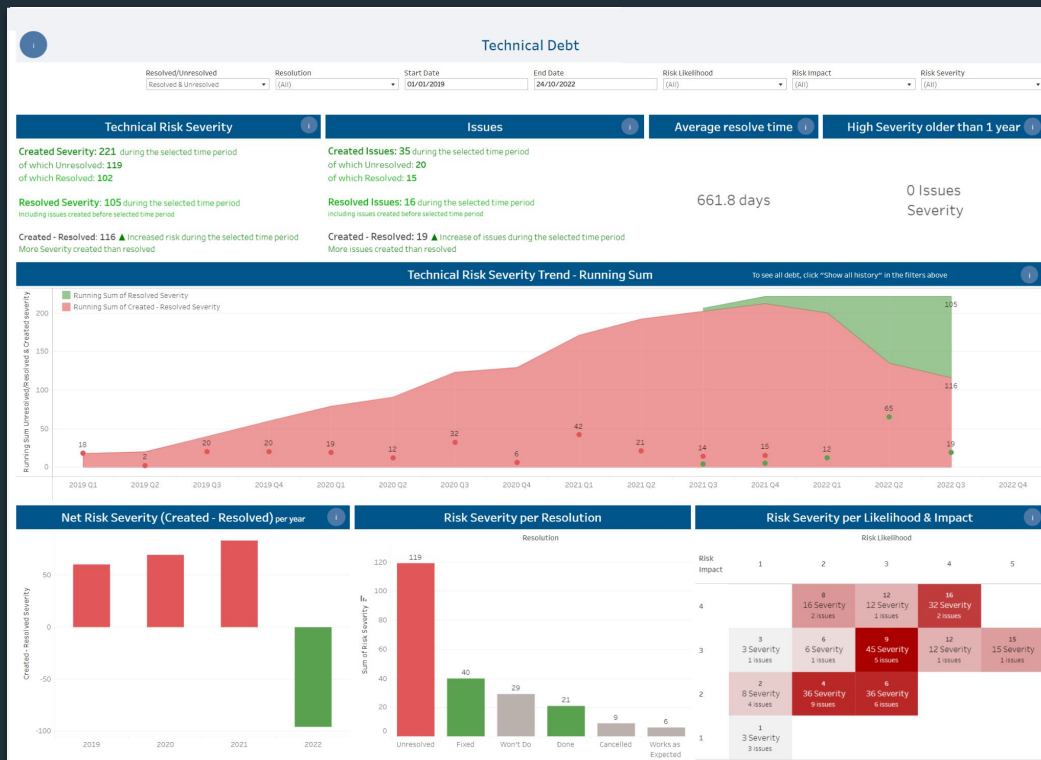 i
Technical Debt
Resolved/Unresolved Resolution Start Date End Date Risk Likelihood Risk Impact Risk Severity
Resolved & Unresolved (All) 01/01/2019 24/10/2022 (All) (All) (All)
Technical Risk Severity i
Created Severity: 221 during the selected time period
of which Unresolved: 119
of which Resolved: 102
Resolved Severity: 105 during the selected time period
Including issues created before selected time period
Created - Resolved: 116 ▲ Increased risk during the selected time period
More Severity created than resolved
Issues i
Created Issues: 35 during the selected time period
of which Unresolved: 20
of which Resolved: 15
Resolved Issues: 16 during the selected time period
including issues created before selected time period
Created - Resolved: 19 ▲ Increase of issues during the selected time period
More issues created than resolved
Average resolve time i
661.8 days
High Severity older than 1 year i
0 Issues
Severity
Technical Risk Severity Trend - Running Sum To see all debt, click "Show all history" in the filters above i
Running Sum Unresolved/Resolved & Created severity
Running Sum of Resolved Severity
Running Sum of Created - Resolved Severity
200
150
100
50
0
18 2 20 20 19 12 32 6 42 21 14 15 12 65 19
105
116
2019 Q1 2019 Q2 2019 Q3 2019 Q4 2020 Q1 2020 Q2 2020 Q3 2020 Q4 2021 Q1 2021 Q2 2021 Q3 2021 Q4 2022 Q1 2022 Q2 2022 Q3 2022 Q4
Net Risk Severity (Created - Resolved) per year i
Created - Resolved Severity
50
0
-50
-100
2019 2020 2021 2022
Risk Severity per Resolution
Resolution
Sum of Risk Severity
120
100
80
60
40
20
0
119 40 29 21 9 6
Unresolved Fixed Won't Do Done Cancelled Works as
Expected
Risk Severity per Likelihood & Impact i
Risk Likelihood
Risk
Impact 1 2 3 4 5
8 12 16
4 16 Severity 12 Severity 32 Severity
2 issues 1 issues 2 issues
3 6 9 12 15
3 3 Severity 6 Severity 45 Severity 12 Severity 15 Severity
1 issues 1 issues 5 issues 1 issues 1 issues
2 4 6
2 8 Severity 36 Severity 36 Severity
4 issues 9 issues 6 issues
1
1 3 Severity
3 issues